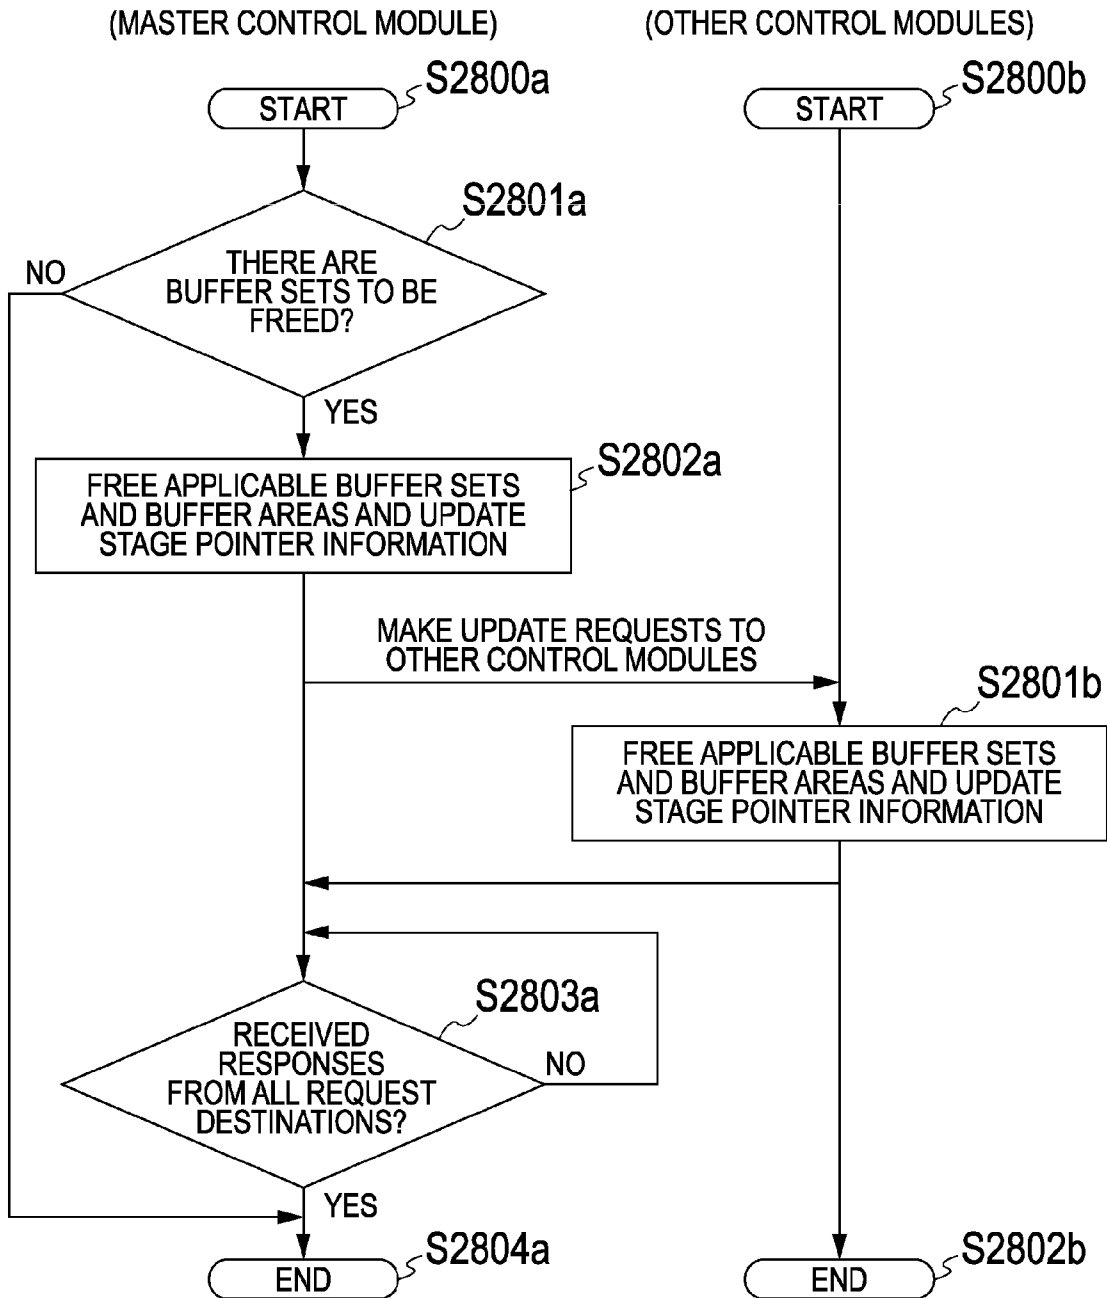 (MASTER CONTROL MODULE)
(OTHER CONTROL MODULES)
S2800a
START
S2800b
START
S2801a
THERE ARE
BUFFER SETS TO BE
FREED?
NO
YES
S2802a
FREE APPLICABLE BUFFER SETS
AND BUFFER AREAS AND UPDATE
STAGE POINTER INFORMATION
MAKE UPDATE REQUESTS TO
OTHER CONTROL MODULES
S2801b
FREE APPLICABLE BUFFER SETS
AND BUFFER AREAS AND UPDATE
STAGE POINTER INFORMATION
S2803a
RECEIVED
RESPONSES
FROM ALL REQUEST
DESTINATIONS?
NO
YES
S2804a
END
S2802b
END